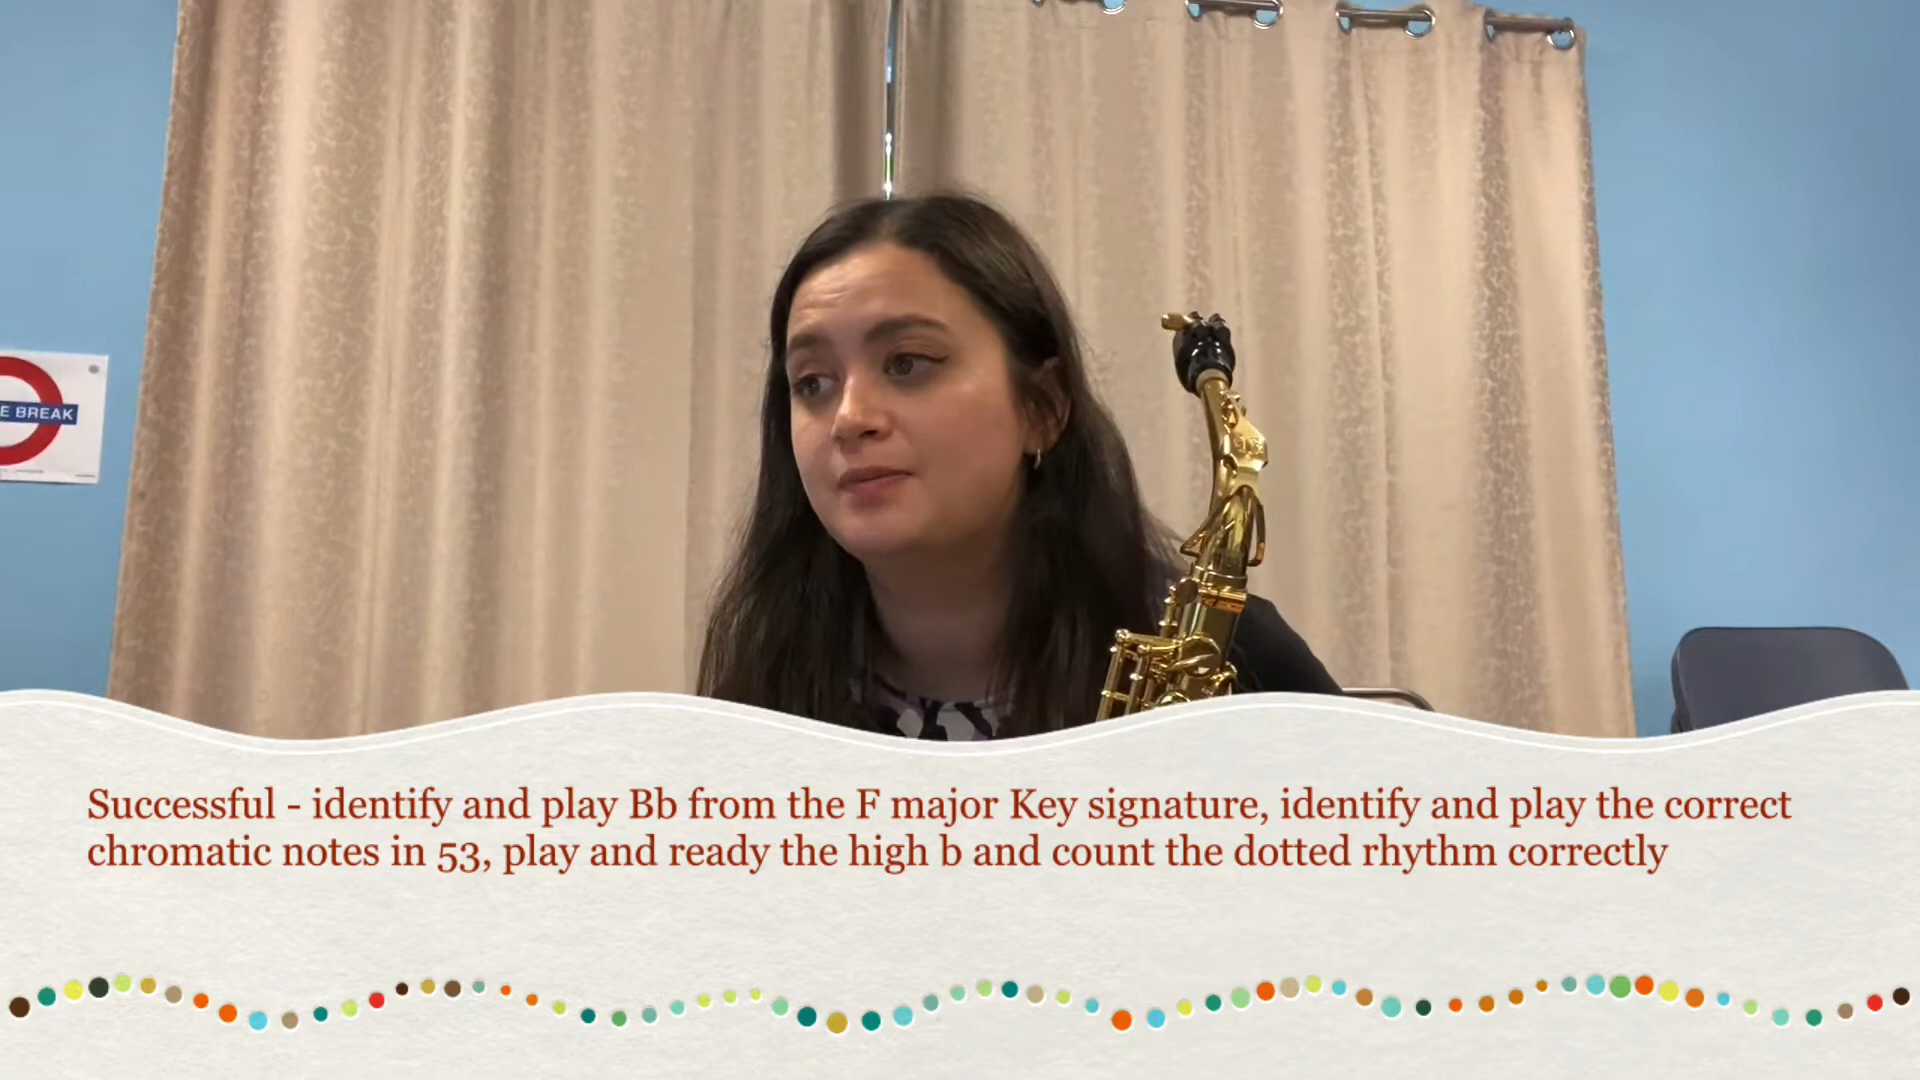 E BREAK
Successful - identify and play Bb from the F major Key signature, identify and play the correct
chromatic notes in 53, play and ready the high b and count the dotted rhythm correctly